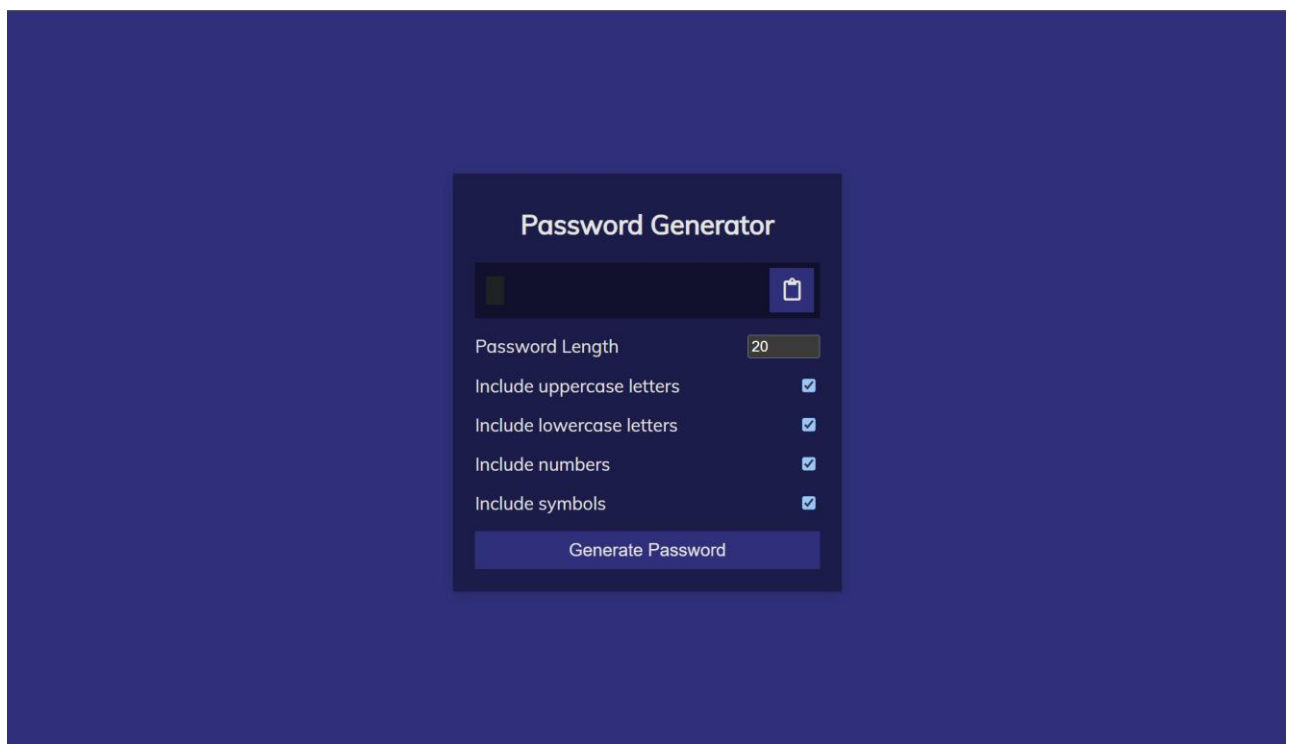 Password Generator
Password Length 20
Include uppercase letters
Include lowercase letters
Include numbers
Include symbols
Generate Password